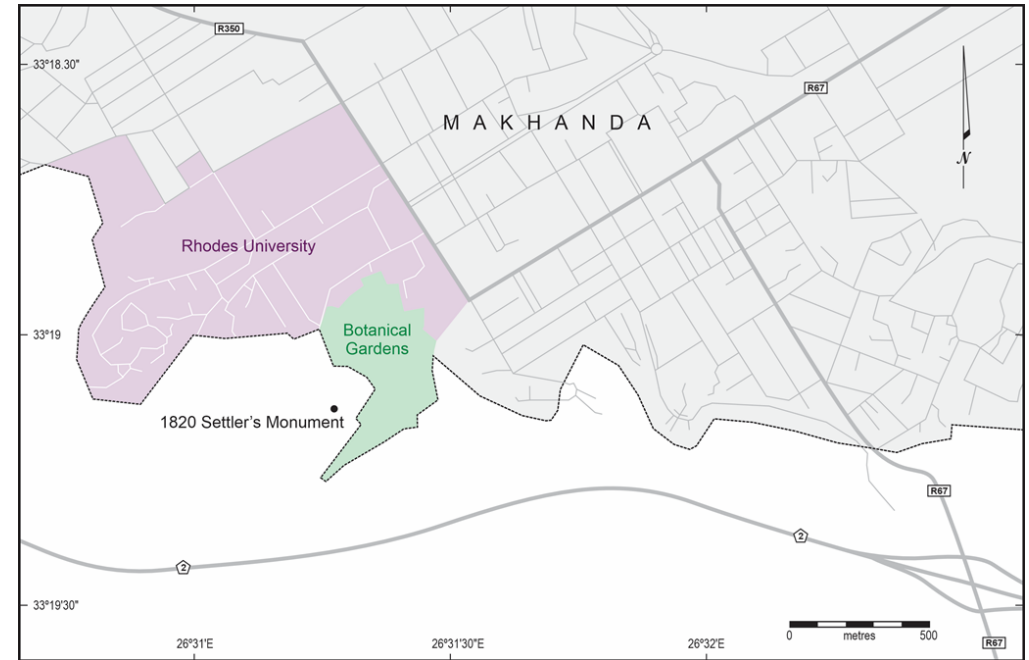 R350
33°18.30"
R67
M A K H A N D A
N
Rhodes University
33°19
Botanical
Gardens
1820 Settler's Monument
R67
2
2
33°19'30"
26°31'E
26°31'30"E
26°32'E
0 metres 500
R67